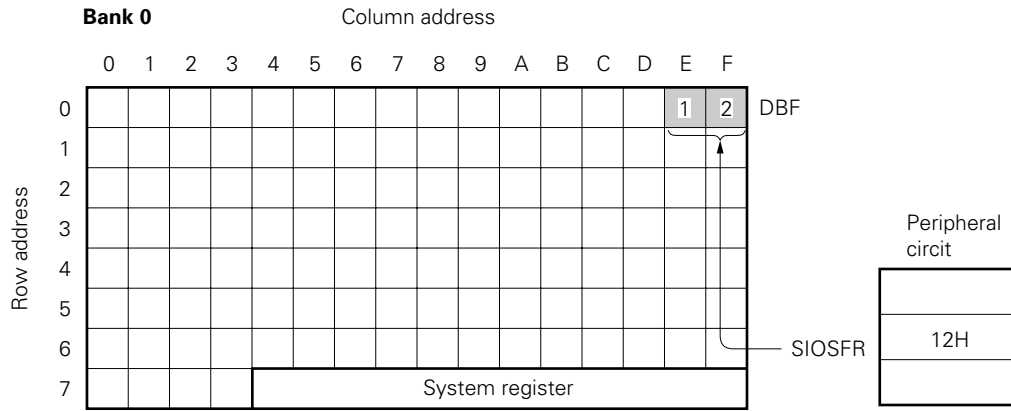 Bank 0 Column address
0 1 2 3 4 5 6 7 8 9 A B C D E F
0 1 2 DBF
1
2
3
4
5
6 SIOSFR
7 System register
Row address
Peripheral
circit
12H